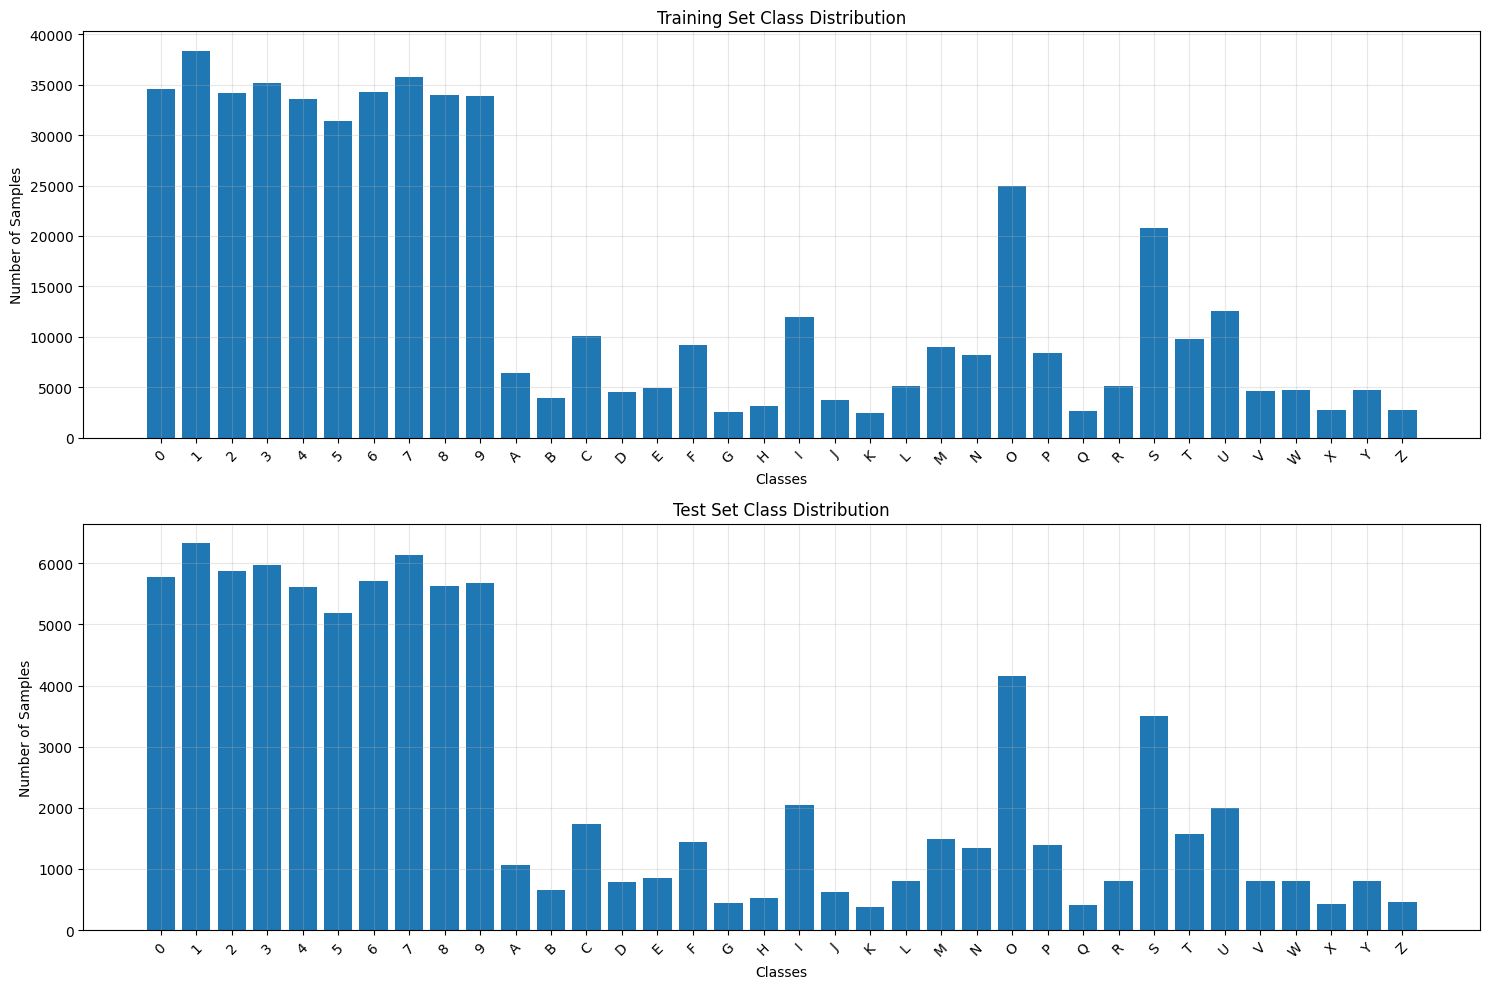 Training Set Class Distribution
40000
35000
30000
25000
20000
15000
10000
5000
0
Number of Samples
0 1 2 3 4 5 6 7 8 9 A B C D E F G H I J K L M N O P Q R S T U V W X Y Z
Classes
Test Set Class Distribution
6000
5000
4000
3000
2000
1000
0
Number of Samples
0 1 2 3 4 5 6 7 8 9 A B C D E F G H I J K L M N O P Q R S T U V W X Y Z
Classes